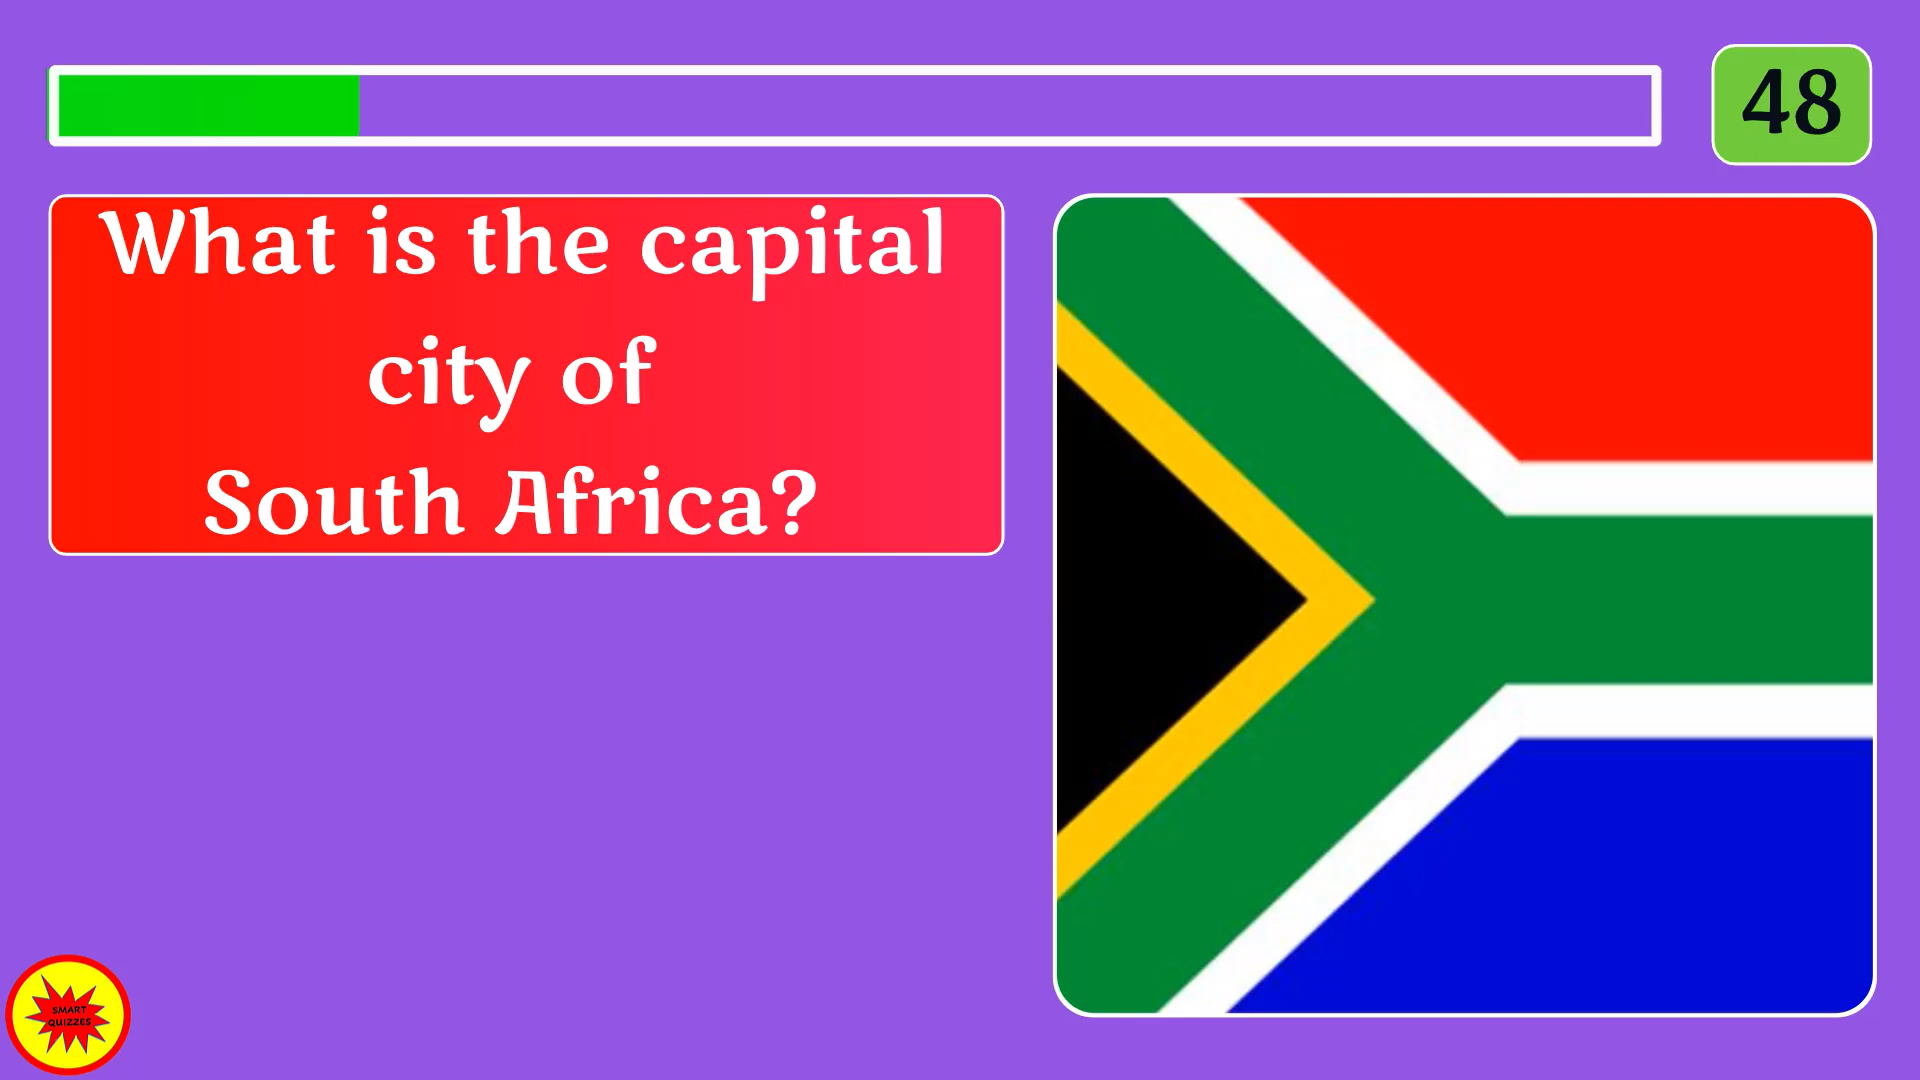 48
What is the capital
city of
South Africa?
SMART
QUIZZES